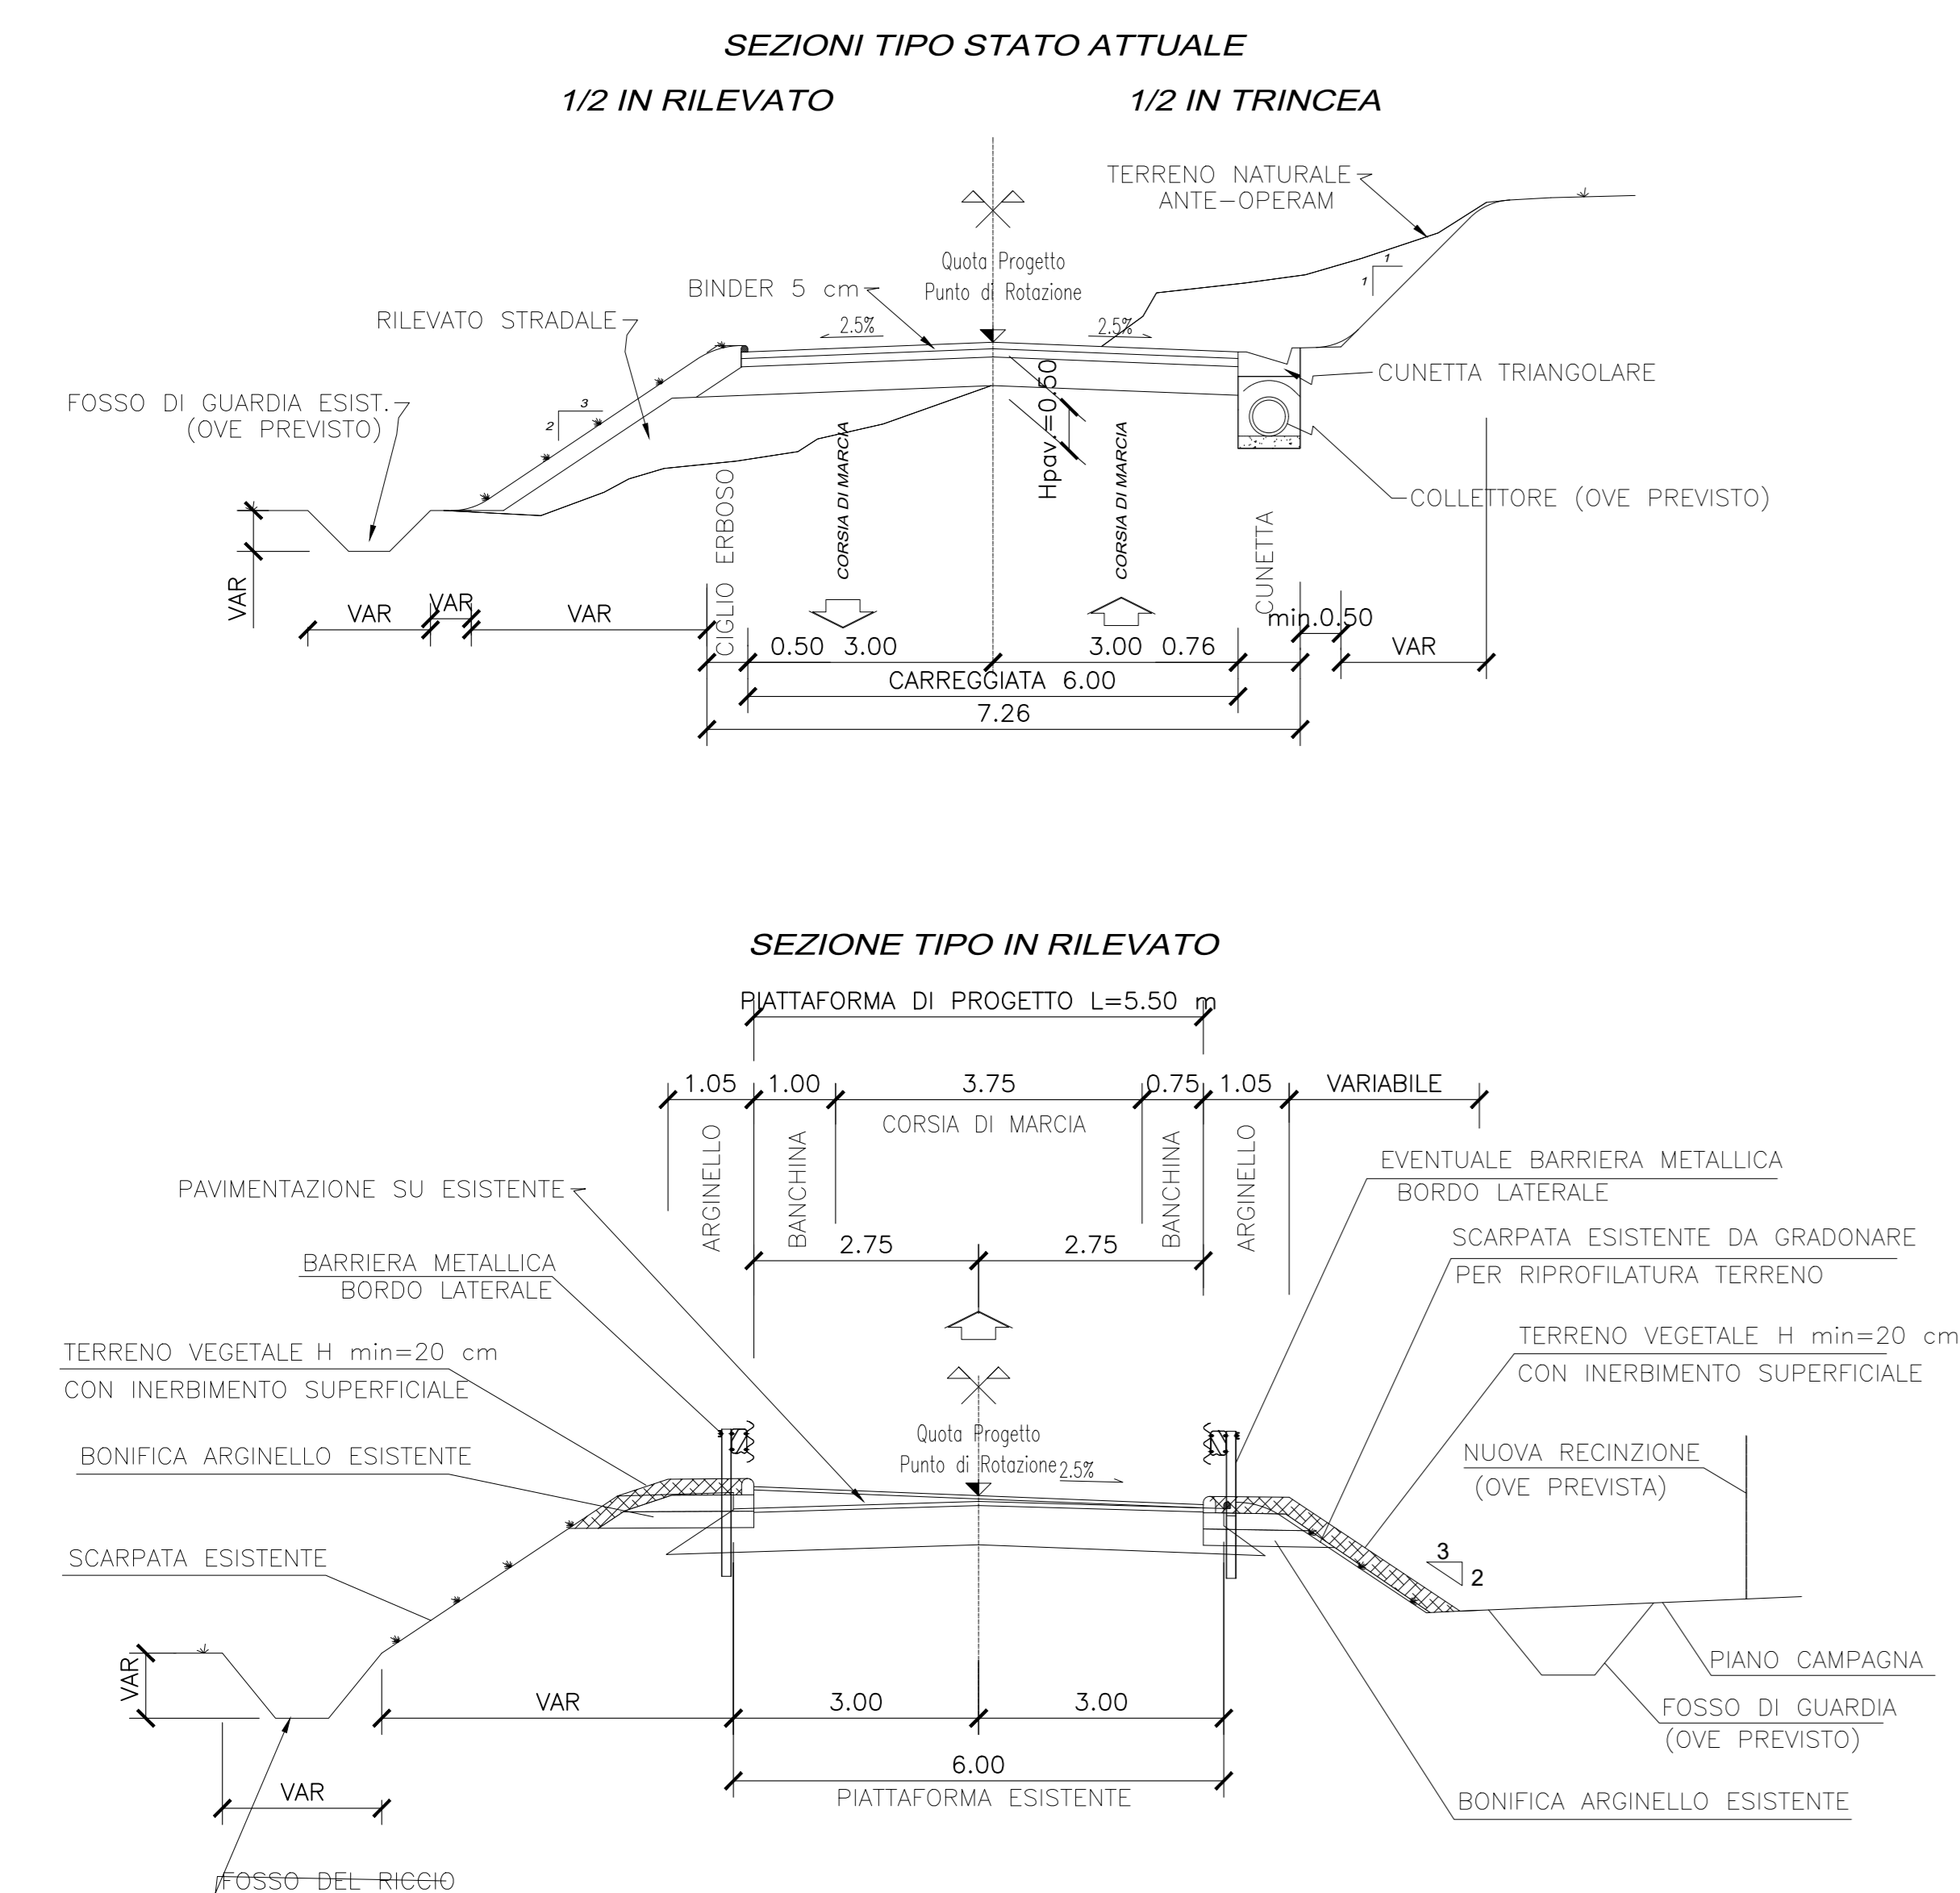 SEZIONI TIPO STATO ATTUALE
1/2 IN RILEVATO
1/2 IN TRINCEA
TERRENO NATURALE
ANTE-OPERAM
Quota Progetto
Punto di Rotazione
BINDER 5 cm
RILEVATO STRADALE
2.5%
2.5%
1
1
FOSSO DI GUARDIA ESIST.
(OVE PREVISTO)
3
2
CUNETTA TRIANGOLARE
Hpav.=0.50
COLLETTORE (OVE PREVISTO)
CIGLIO ERBOSO
CORSIA DI MARCIA
CORSIA DI MARCIA
CUNETTA
VAR
VAR
VAR
VAR
min.0.50
VAR
0.50
3.00
3.00
0.76
CARREGGIATA 6.00
7.26
SEZIONE TIPO IN RILEVATO
PIATTAFORMA DI PROGETTO L=5.50 m
1.05
1.00
3.75
0.75
1.05
VARIABILE
CORSIA DI MARCIA
ARGINELLO
BANCHINA
BANCHINA
ARGINELLO
2.75
2.75
PAVIMENTAZIONE SU ESISTENTE
EVENTUALE BARRIERA METALLICA
BORDO LATERALE
SCARPATA ESISTENTE DA GRADONARE
PER RIPROFILATURA TERRENO
BARRIERA METALLICA
BORDO LATERALE
TERRENO VEGETALE H min=20 cm
CON INERBIMENTO SUPERFICIALE
TERRENO VEGETALE H min=20 cm
CON INERBIMENTO SUPERFICIALE
Quota Progetto
Punto di Rotazione
2.5%
BONIFICA ARGINELLO ESISTENTE
NUOVA RECINZIONE
(OVE PREVISTA)
SCARPATA ESISTENTE
3
2
VAR
VAR
3.00
3.00
PIANO CAMPAGNA
FOSSO DI GUARDIA
(OVE PREVISTO)
6.00
PIATTAFORMA ESISTENTE
VAR
BONIFICA ARGINELLO ESISTENTE
FOSSO DEL RICCIO